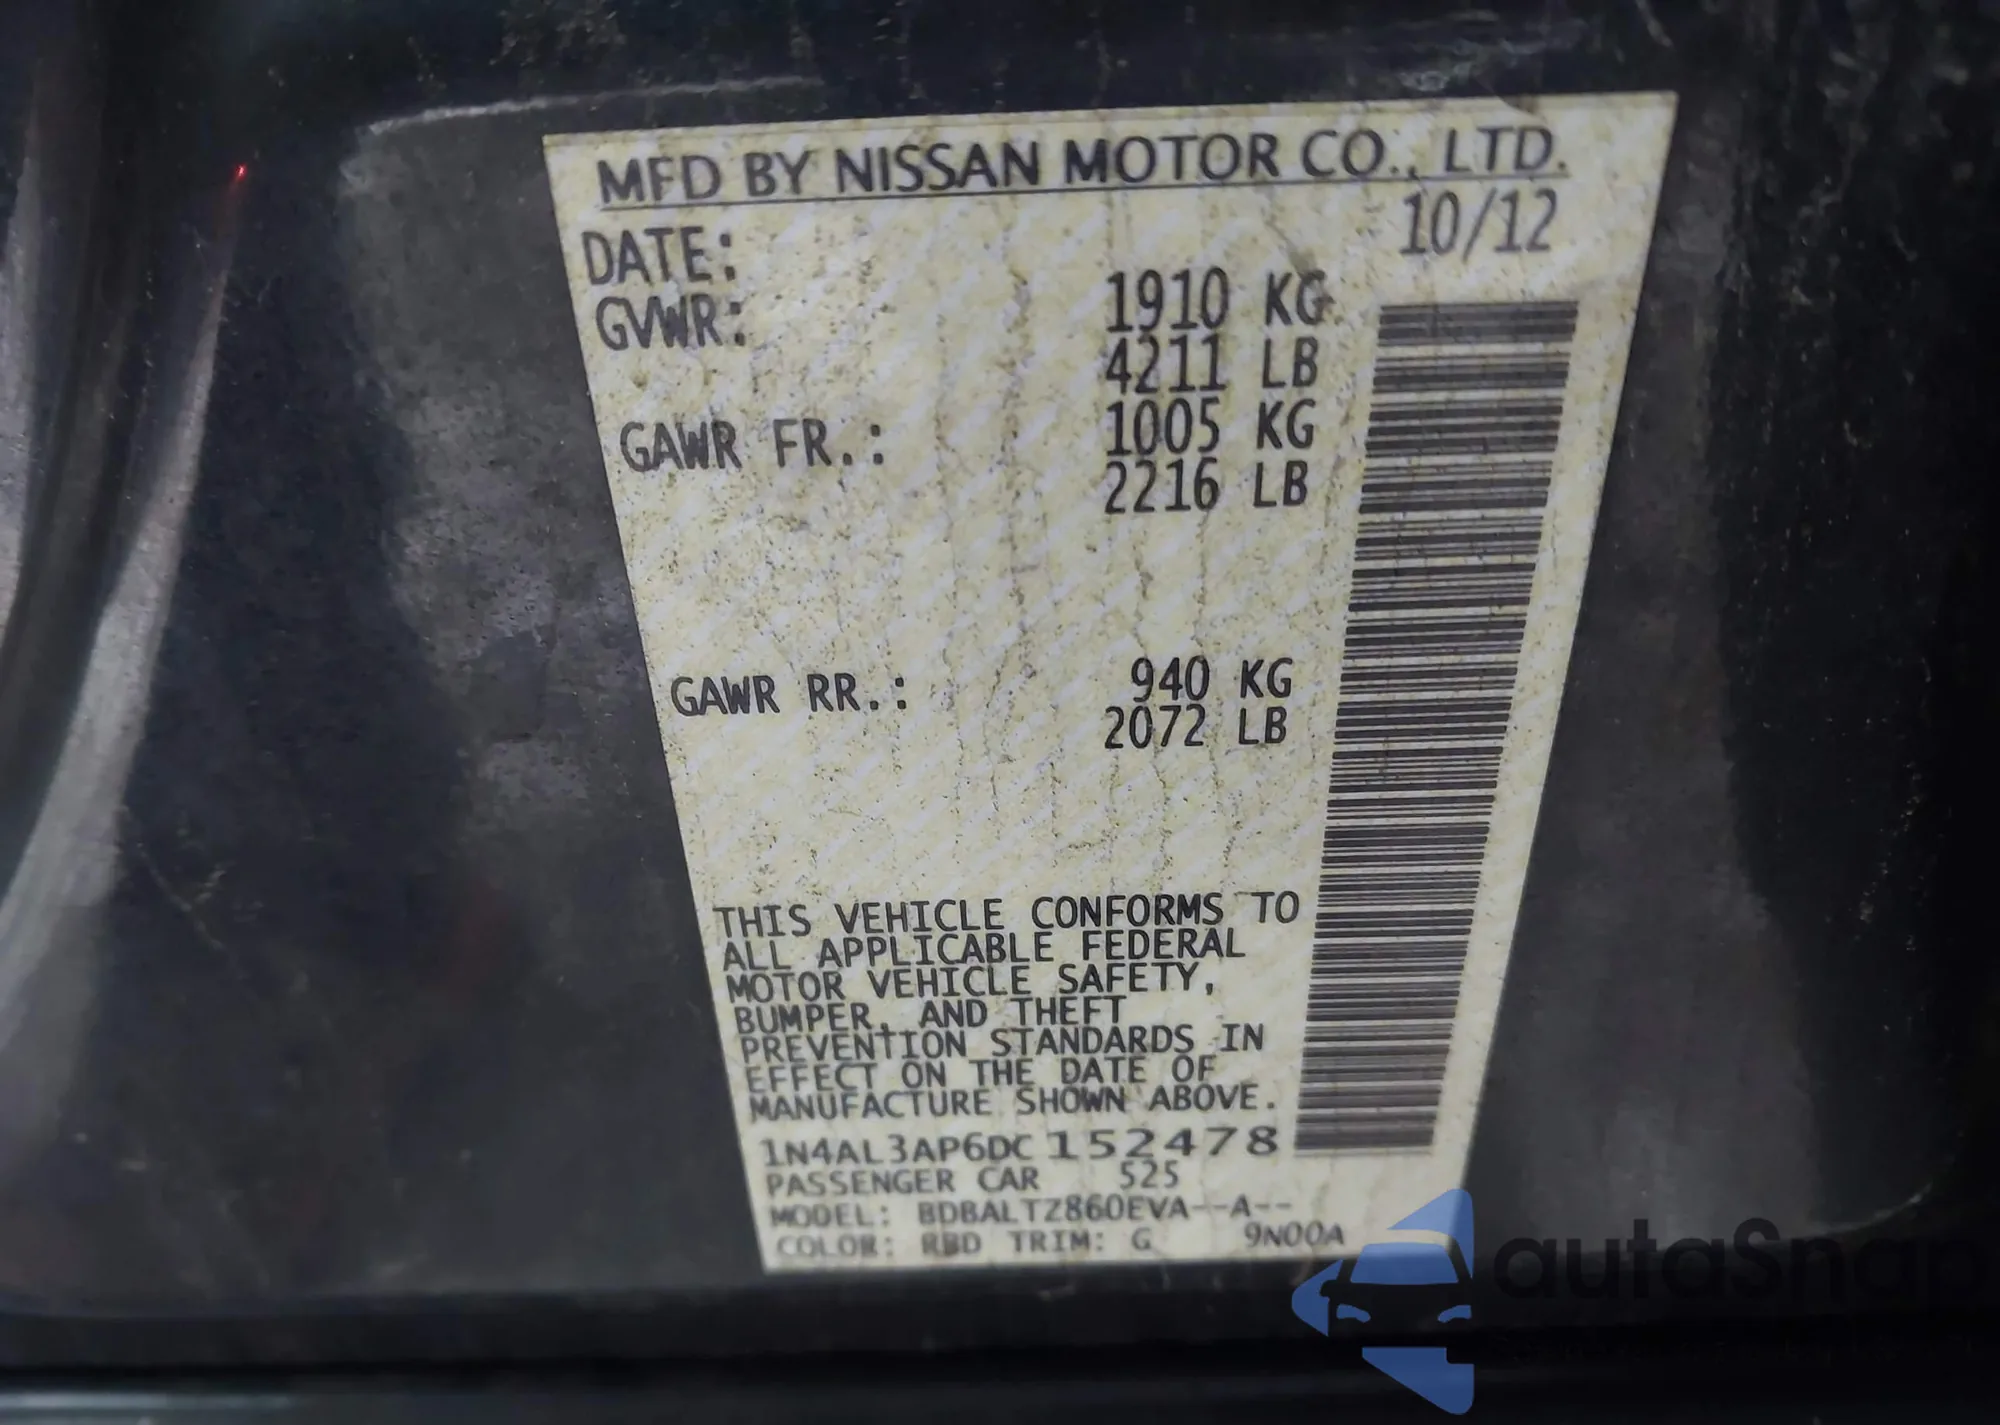 MFD BY NISSAN MOTOR CO., LTD.
DATE: 10/12
GVWR: 1910 KG
4211 LB
GAWR FR.: 1005 KG
2216 LB
GAWR RR.: 940 KG
2072 LB
THIS VEHICLE CONFORMS TO
ALL APPLICABLE FEDERAL
MOTOR VEHICLE SAFETY,
BUMPER, AND THEFT
PREVENTION STANDARDS IN
EFFECT ON THE DATE OF
MANUFACTURE SHOWN ABOVE.
1N4AL3AP6DC152478
PASSENGER CAR 525
MODEL: BDBALTZ860EVA--A--
COLOR: RBD TRIM: G 9N00A
autoSnap